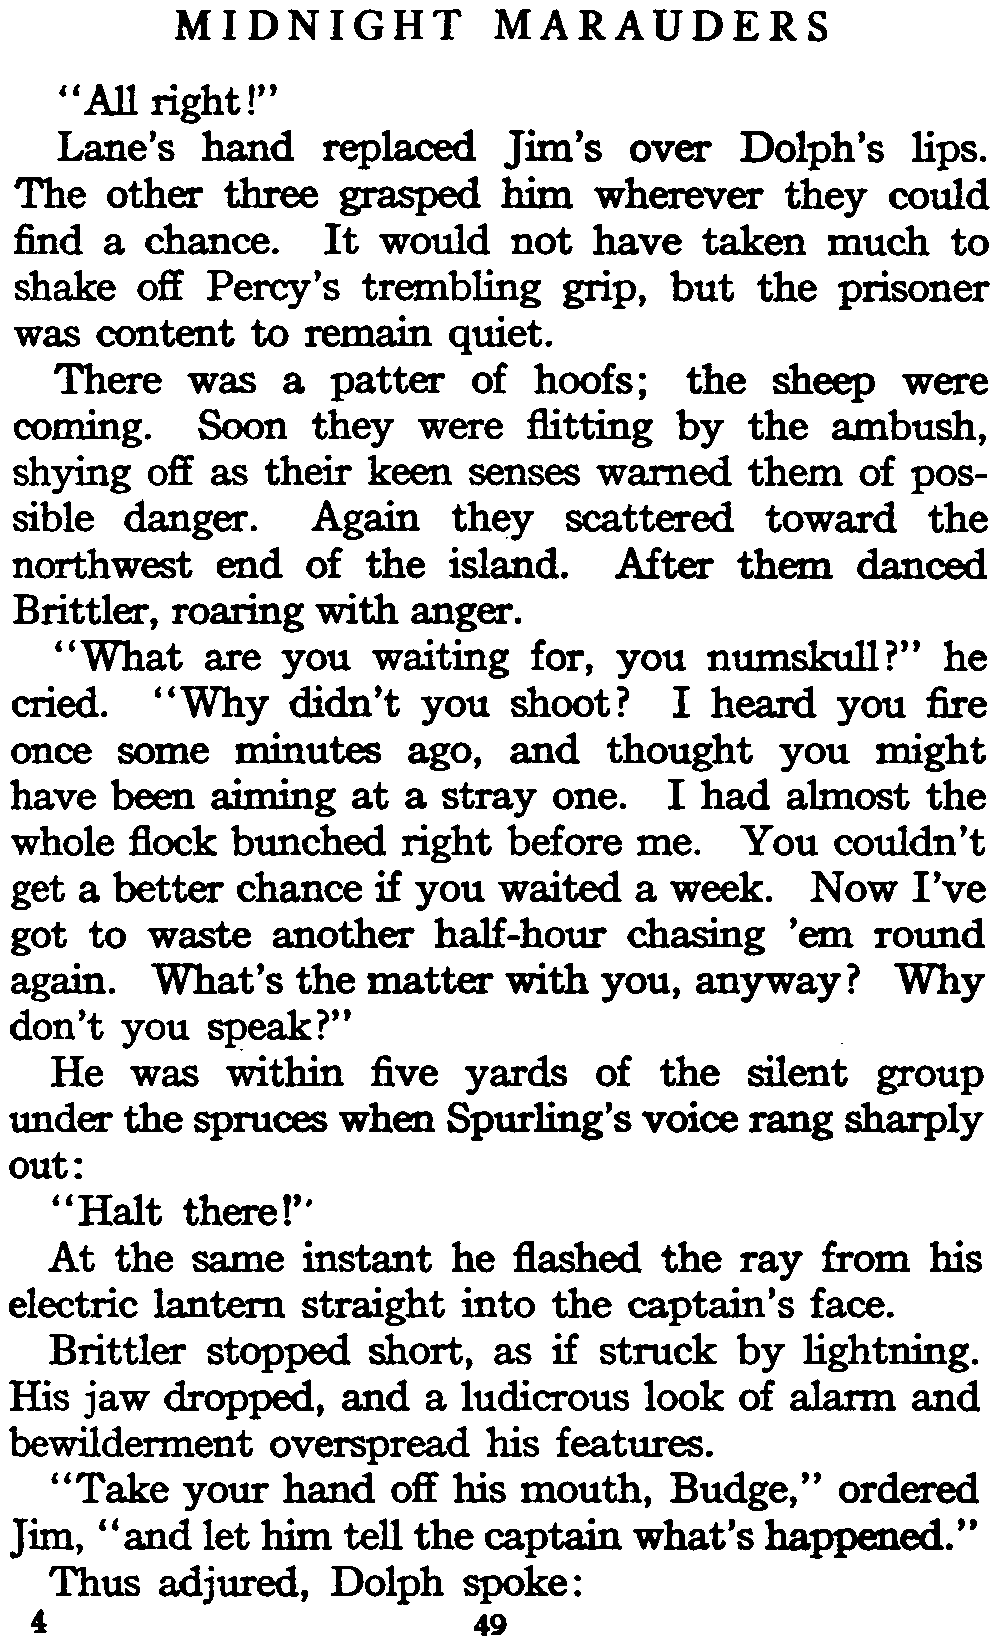 MIDNIGHT MARAUDERS
“All right!”
Lane's hand replaced Jim's over Dolph's lips.
The other three grasped him wherever they could
find a chance. It would not have taken much to
shake off Percy's trembling grip, but the prisoner
was content to remain quiet.
There was a patter of hoofs; the sheep were
coming. Soon they were flitting by the ambush,
shying off as their keen senses warned them of pos-
sible danger. Again they scattered toward the
northwest end of the island. After them danced
Brittler, roaring with anger.
“What are you waiting for, you numskull?” he
cried. “Why didn't you shoot? I heard you fire
once some minutes ago, and thought you might
have been aiming at a stray one. I had almost the
whole flock bunched right before me. You couldn't
get a better chance if you waited a week. Now I've
got to waste another half-hour chasing 'em round
again. What's the matter with you, anyway? Why
don't you speak?”
He was within five yards of the silent group
under the spruces when Spurling's voice rang sharply
out:
“Halt there!”
At the same instant he flashed the ray from his
electric lantern straight into the captain's face.
Brittler stopped short, as if struck by lightning.
His jaw dropped, and a ludicrous look of alarm and
bewilderment overspread his features.
“Take your hand off his mouth, Budge,” ordered
Jim, “and let him tell the captain what's happened.”
Thus adjured, Dolph spoke:
4 49